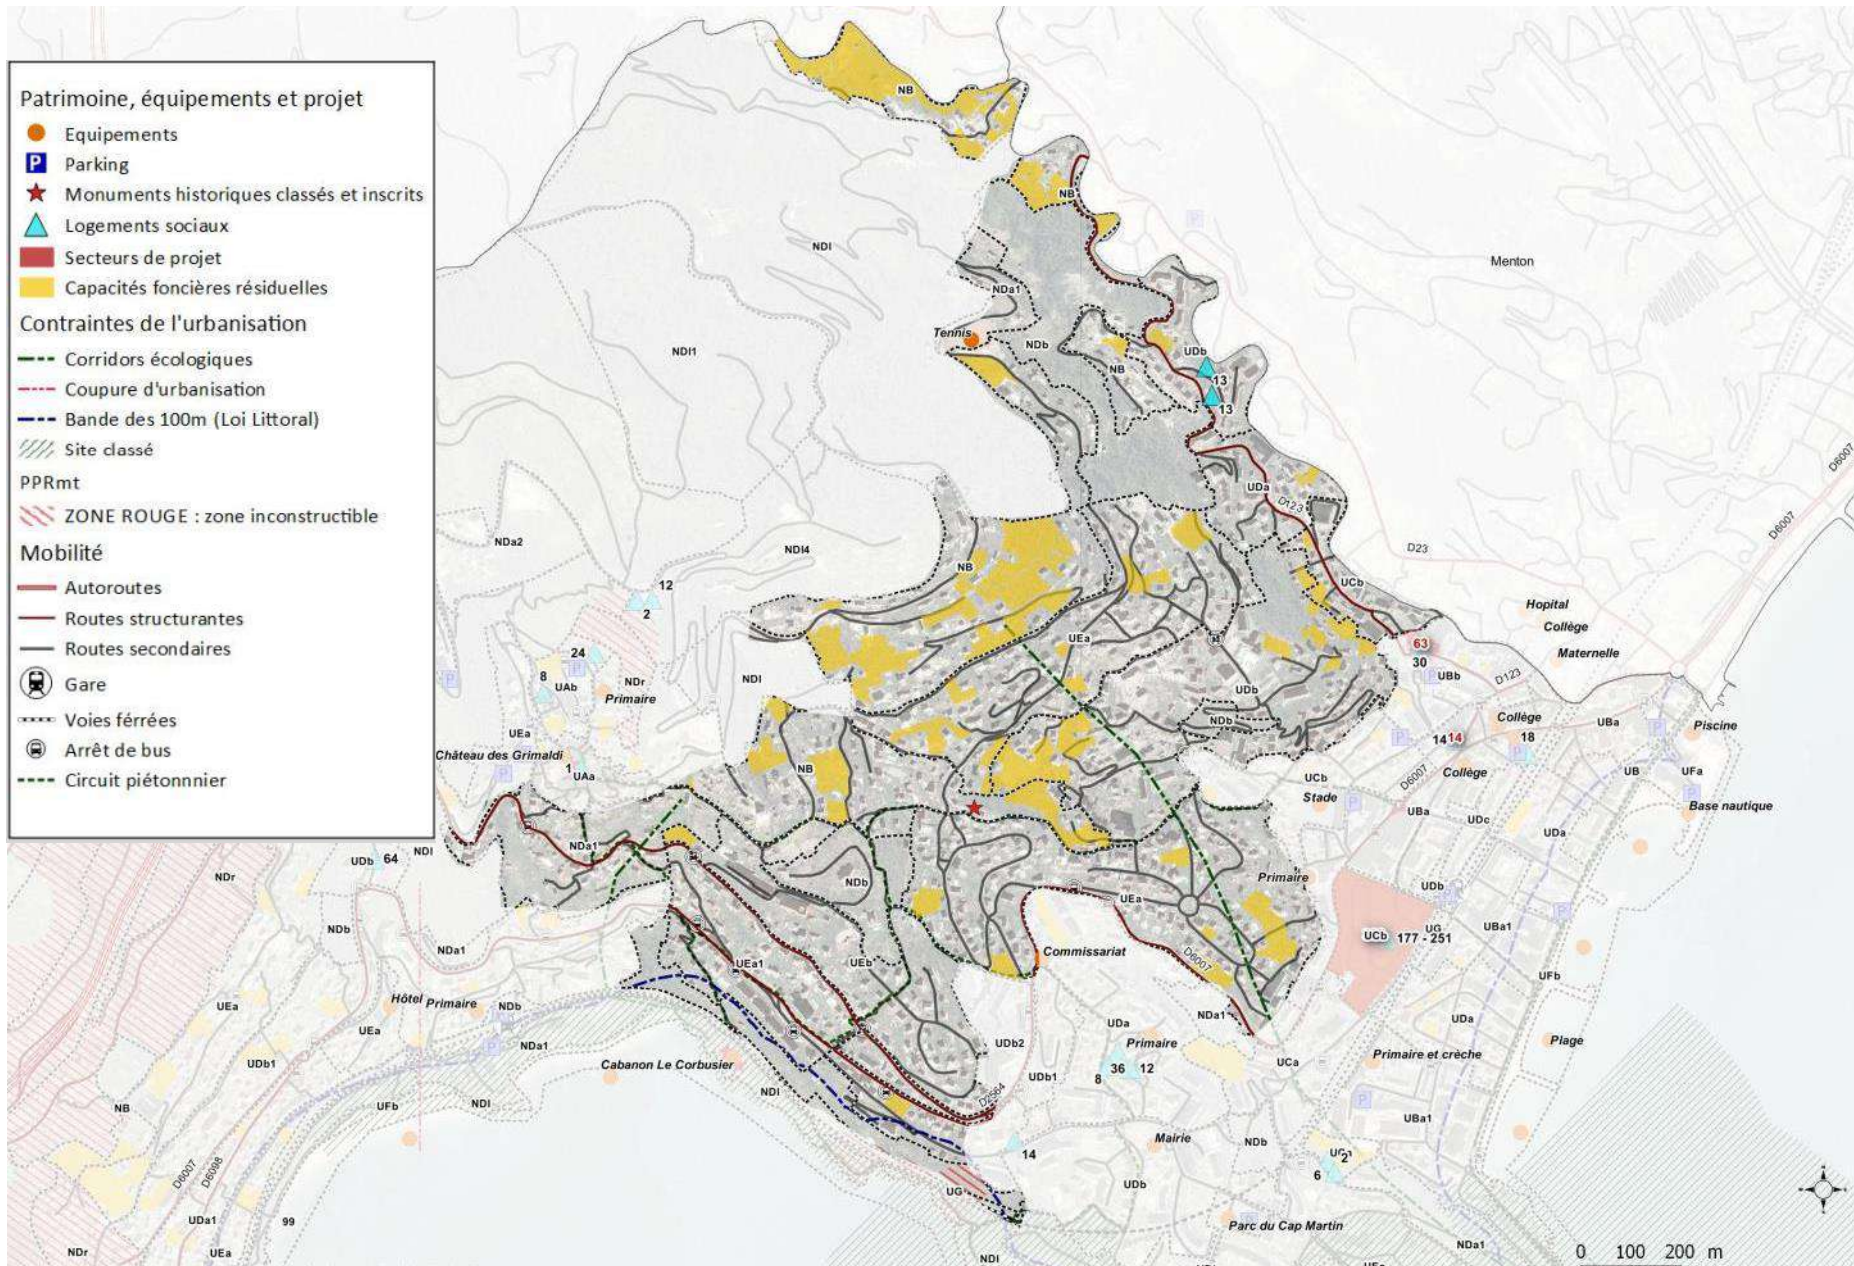 Patrimoine, équipements et projet
Equipements
P Parking
Monuments historiques classés et inscrits
Logements sociaux
Secteurs de projet
Capacités foncières résiduelles
Contraintes de l'urbanisation
Corridors écologiques
Coupure d'urbanisation
Bande des 100m (Loi Littoral)
Site classé
PPRmt
ZONE ROUGE : zone inconstructible
Mobilité
Autoroutes
Routes structurantes
Routes secondaires
Gare
Voies férrées
Arrêt de bus
Circuit piétonnnier
NB
NB
NDI
Menton
NDa1
Tennis
NDb
NDI1
UDb
NB
13
13
UDa
D123
D6007
D6007
NDa2
NDI4
NB
D23
UCb
12
2
Hopital
Collège
UEa
63
Maternelle
24
30
8
UAb
NDr
NDI
UBb
D123
Primaire
UDb
NDb
Collège
UBa
Piscine
UEa
14 14
18
Château des Grimaldi
1
UAa
NB
UCb
D6007
Collège
UB
UFa
Stade
Base nautique
UBa
UDc
UDa
NDa1
UDb 64
NDI
NDr
NDb
Primaire
UDb
UEa
NDb
NDa1
Commissariat
UCb 177 - 251
UG
UBa1
UEa1
UEb
D6007
UFb
Hôtel
Primaire
NDb
UEa
UEa
NDa1
UDa
UDa
UDb2
Primaire
Plage
NDa1
UDb1
Cabanon Le Corbusier
UDb1
8
36
12
UCa
Primaire et crèche
NDI
D2564
NB
UFb
NDI
UBa1
Mairie
NDb
14
6
2
D6007
D6098
UG
UDb
UDa1
99
Parc du Cap Martin
NDr
UEa
NDI
NDa1
0 100 200 m